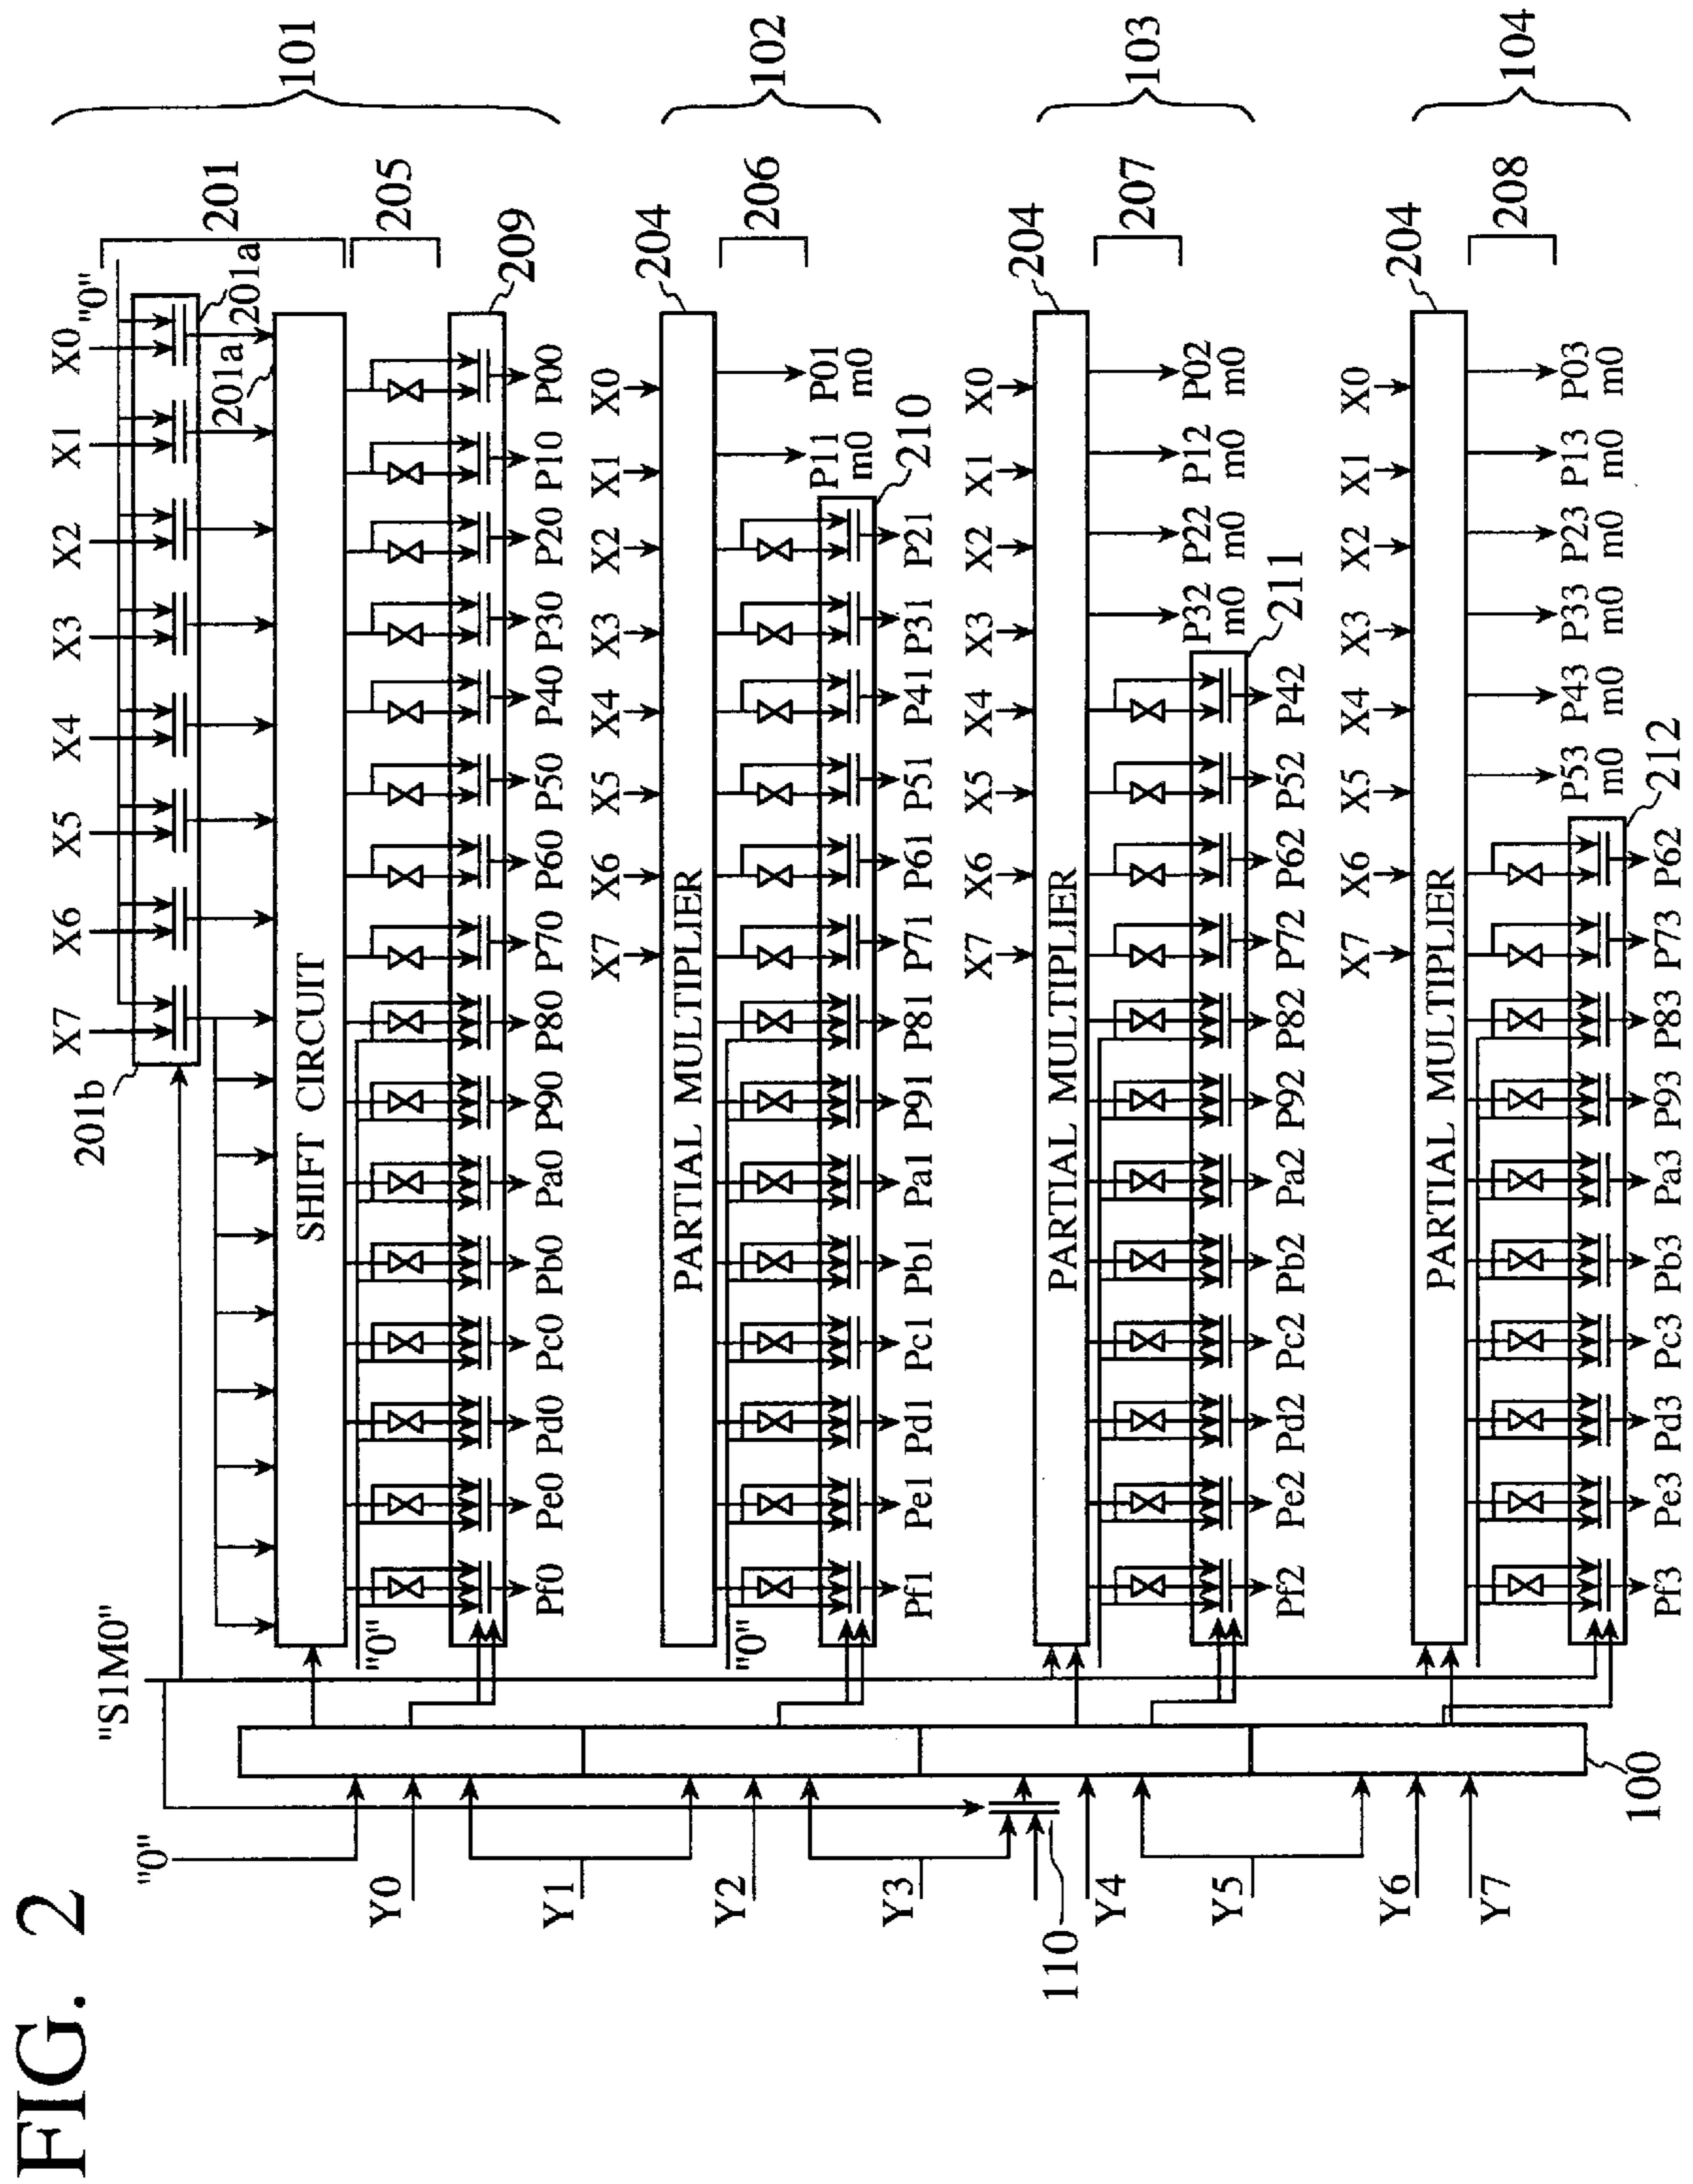 FIG. 2
"S1M0"
"0"
Y0
Y1
Y2
Y3
110
Y4
Y5
Y6
Y7
100
X7 X6 X5 X4 X3 X2 X1 X0 "0"
201b
201a
201a
201
101
SHIFT CIRCUIT
205
"0"
209
Pf0 Pe0 Pd0 Pc0 Pb0 Pa0 P90 P80 P70 P60 P50 P40 P30 P20 P10 P00
X7 X6 X5 X4 X3 X2 X1 X0
204
102
PARTIAL MULTIPLIER
206
"0"
P11 P01
m0 m0
210
Pf1 Pe1 Pd1 Pc1 Pb1 Pa1 P91 P81 P71 P61 P51 P41 P31 P21
X7 X6 X5 X4 X3 X2 X1 X0
204
103
PARTIAL MULTIPLIER
207
P32 P22 P12 P02
m0 m0 m0 m0
211
Pf2 Pe2 Pd2 Pc2 Pb2 Pa2 P92 P82 P72 P62 P52 P42
X7 X6 X5 X4 X3 X2 X1 X0
204
104
PARTIAL MULTIPLIER
208
P53 P43 P33 P23 P13 P03
m0 m0 m0 m0 m0 m0
212
Pf3 Pe3 Pd3 Pc3 Pb3 Pa3 P93 P83 P73 P62